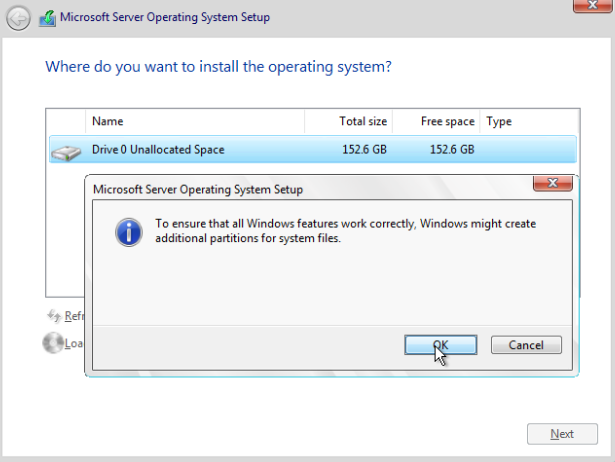 Microsoft Server Operating System Setup
Where do you want to install the operating system?
Name Total size Free space Type
Drive 0 Unallocated Space 152.6 GB 152.6 GB
Microsoft Server Operating System Setup
To ensure that all Windows features work correctly, Windows might create
additional partitions for system files.
Refr
OK Cancel
Loa
Next